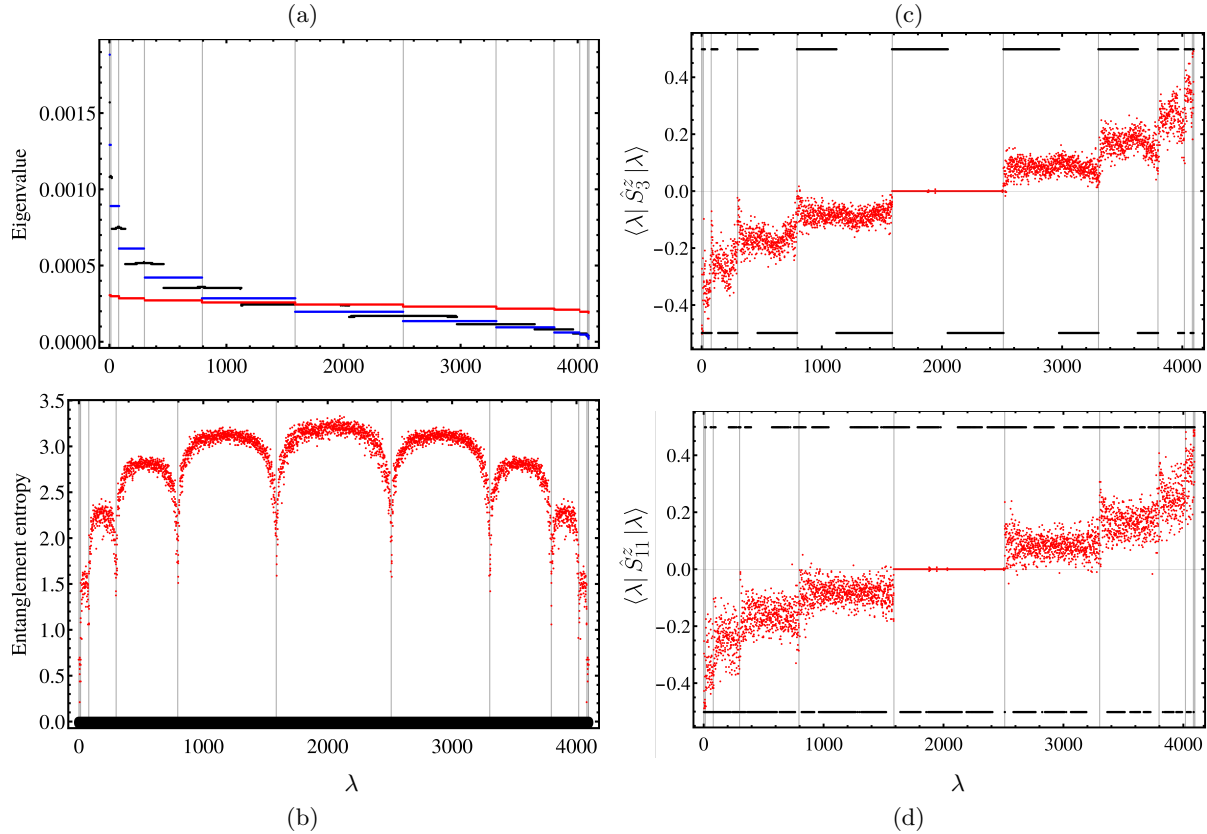 (a)
Eigenvalue
0.0015
0.0010
0.0005
0.0000
0 1000 2000 3000 4000
Entanglement entropy
3.5
3.0
2.5
2.0
1.5
1.0
0.5
0.0
0 1000 2000 3000 4000
λ
(b)
(c)
⟨λ| Ŝ₃ᶻ |λ⟩
0.4
0.2
0.0
−0.2
−0.4
0 1000 2000 3000 4000
⟨λ| Ŝ₁₁ᶻ |λ⟩
0.4
0.2
0.0
−0.2
−0.4
0 1000 2000 3000 4000
λ
(d)